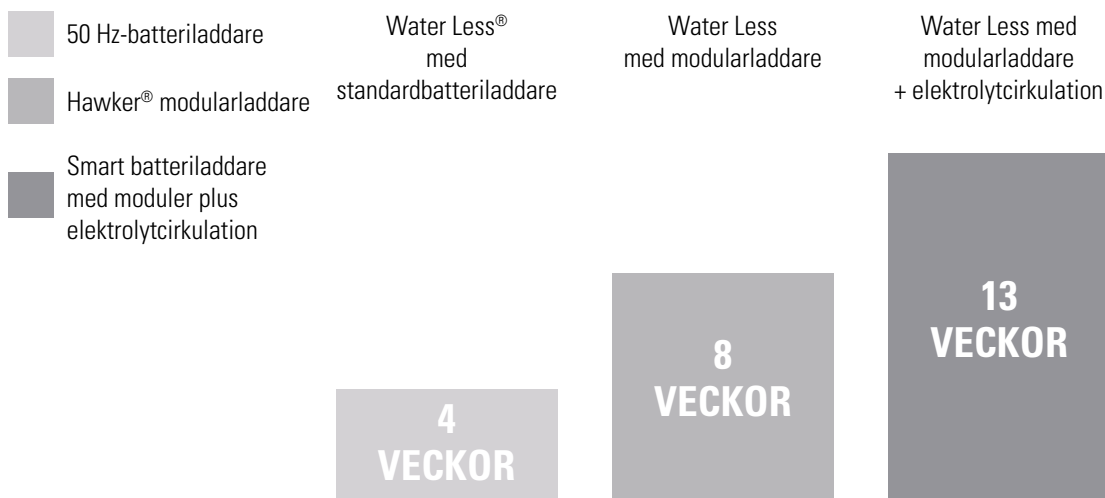 50 Hz-batteriladdare
Hawker® modularladdare
Smart batteriladdare
med moduler plus
elektrolytcirkulation
Water Less®
med
standardbatteriladdare
Water Less
med modularladdare
Water Less med
modularladdare
+ elektrolytcirkulation
4
VECKOR
8
VECKOR
13
VECKOR